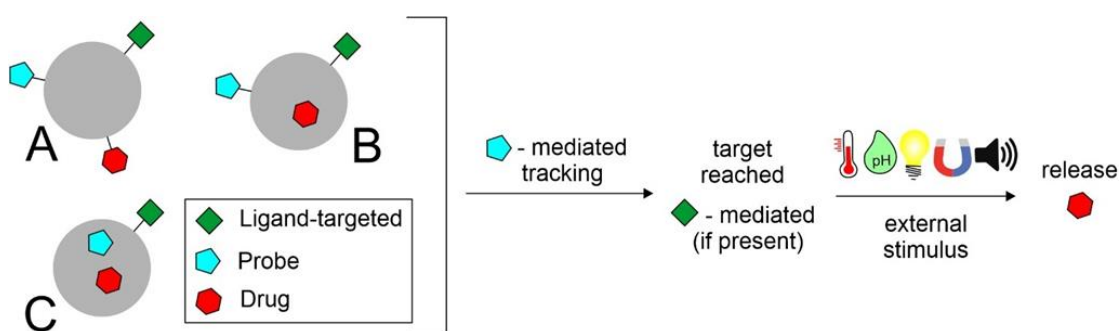 A
B
C
Ligand-targeted
Probe
Drug
- mediated
tracking
target
reached
- mediated
(if present)
pH
external
stimulus
release